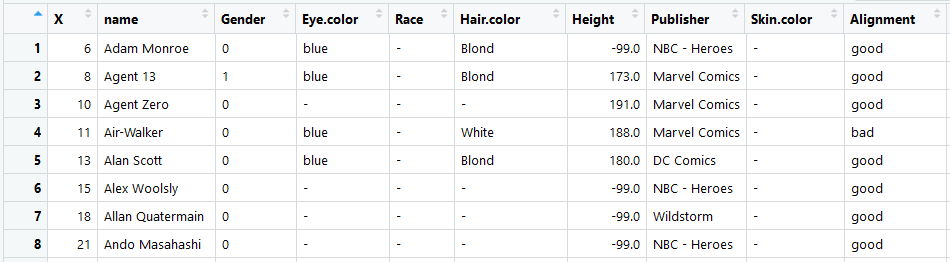 X name Gender Eye.color Race Hair.color Height Publisher Skin.color Alignment
1 6 Adam Monroe 0 blue - Blond -99.0 NBC - Heroes - good
2 8 Agent 13 1 blue - Blond 173.0 Marvel Comics - good
3 10 Agent Zero 0 - - - 191.0 Marvel Comics - good
4 11 Air-Walker 0 blue - White 188.0 Marvel Comics - bad
5 13 Alan Scott 0 blue - Blond 180.0 DC Comics - good
6 15 Alex Woolsly 0 - - - -99.0 NBC - Heroes - good
7 18 Allan Quatermain 0 - - - -99.0 Wildstorm - good
8 21 Ando Masahashi 0 - - - -99.0 NBC - Heroes - good